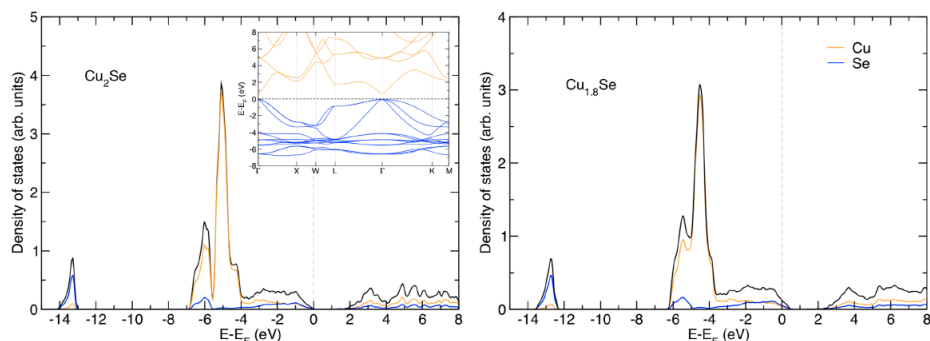 Density of states (arb. units)
5
4
3
2
1
0
Cu2Se
E-EF (eV)
8
6
4
2
0
-2
-4
-6
-8
Γ X W L Γ K M
-14 -12 -10 -8 -6 -4 -2 0 2 4 6 8
E-EF (eV)
Density of states (arb. units)
4
3
2
1
0
Cu1.8Se
Cu
Se
-14 -12 -10 -8 -6 -4 -2 0 2 4 6 8
E-EF (eV)